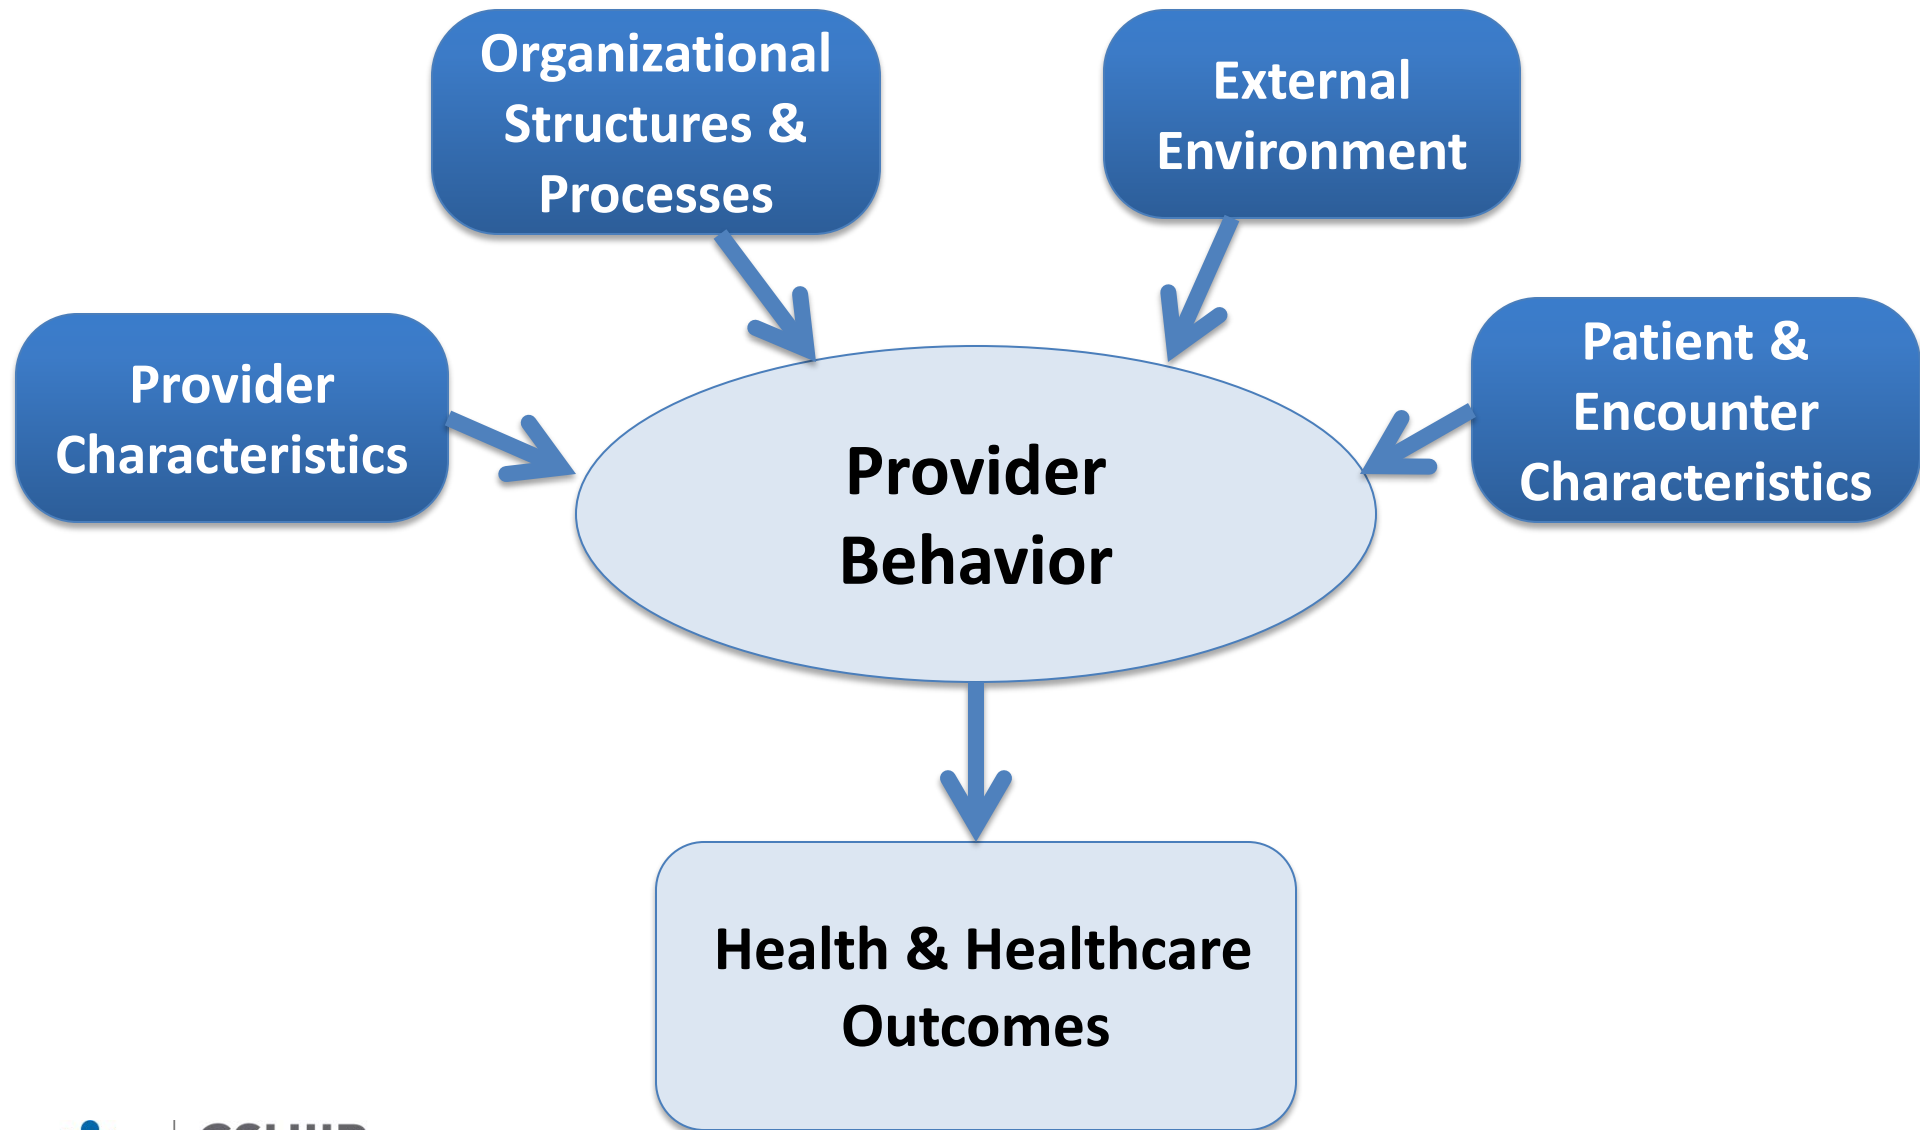 Organizational
Structures &
Processes
External
Environment
Provider
Characteristics
Patient &
Encounter
Characteristics
Provider
Behavior
Health & Healthcare
Outcomes